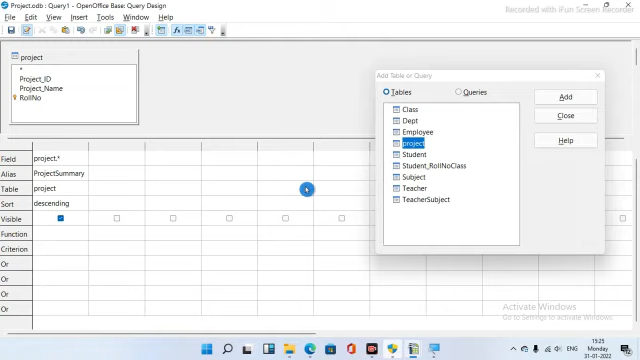 Project.odb : Query1 - OpenOffice Base: Query Design
Recorded with iFun Screen Recorder
File Edit View Insert Tools Window Help
project
*
Project_ID
Project_Name
RollNo
Add Table or Query
Tables
Queries
Class
Dept
Employee
project
Student
Student_RollNoClass
Subject
Teacher
TeacherSubject
Add
Close
Help
Field project.*
Alias ProjectSummary
Table project
Sort descending
Visible
Function
Criterion
Or
Or
Or
Or
Activate Windows
Go to Settings to activate Windows.
ENG
15:25
Monday
31-01-2022